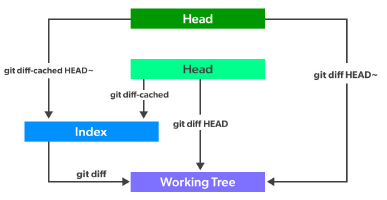 Head
git diff-cached HEAD~
Head
git diff HEAD~
git diff-cached
git diff HEAD
Index
git diff
Working Tree